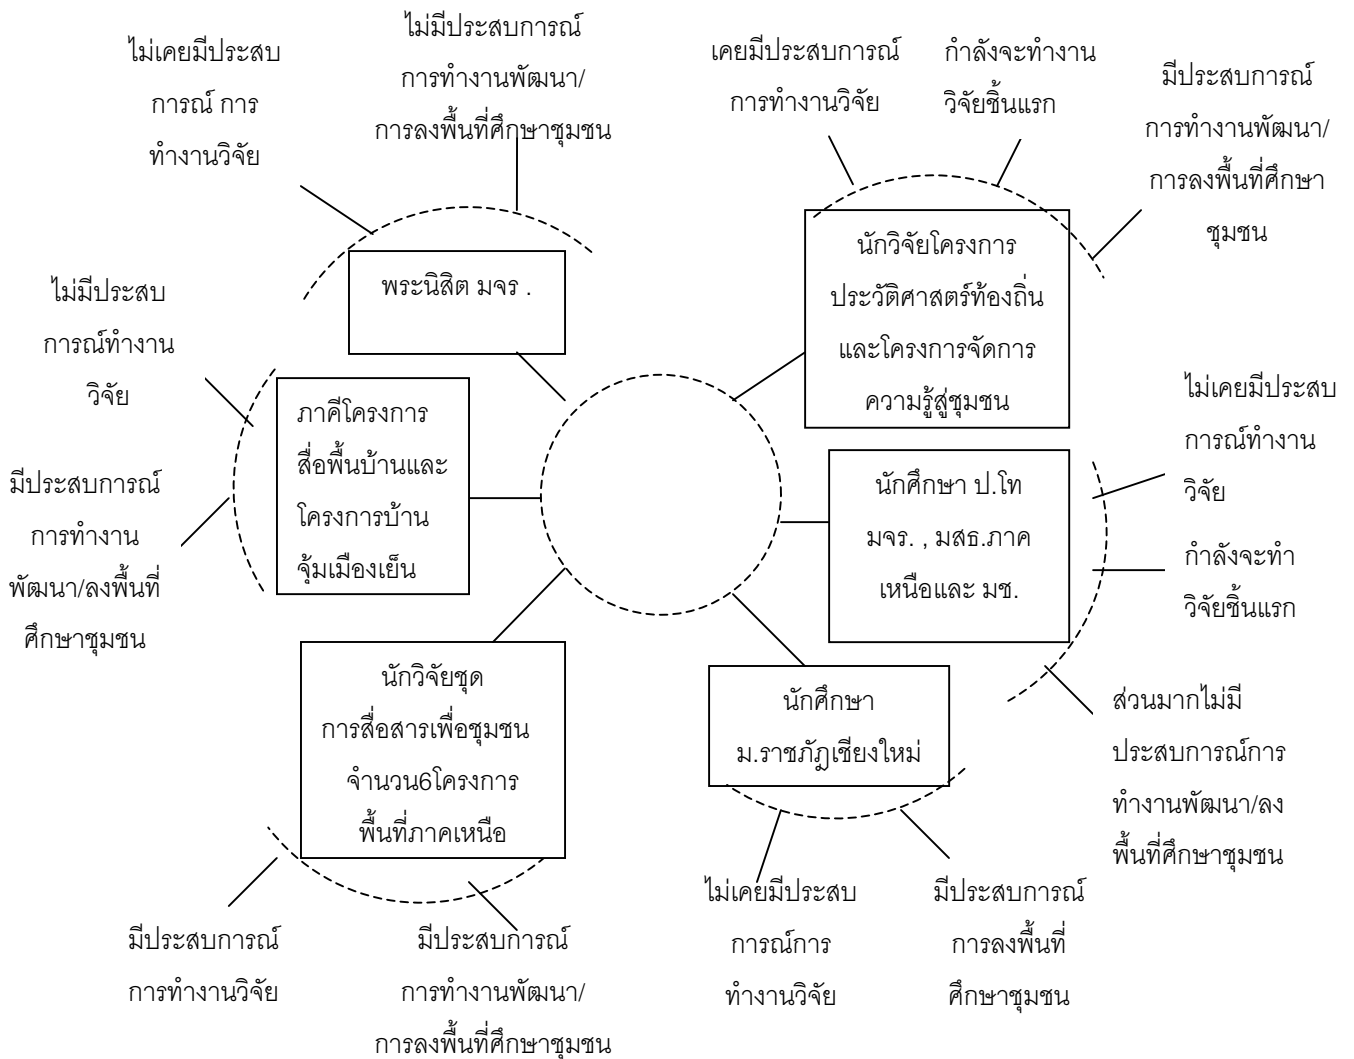 ไม่เคยมีประสบ
การณ์ การ
ทำงานวิจัย
ไม่มีประสบการณ์
การทำงานพัฒนา/
การลงพื้นที่ศึกษาชุมชน
เคยมีประสบการณ์
การทำงานวิจัย
กำลังจะทำงาน
วิจัยชิ้นแรก
มีประสบการณ์
การทำงานพัฒนา/
การลงพื้นที่ศึกษา
ชุมชน
พระนิสิต มจร .
นักวิจัยโครงการ
ประวัติศาสตร์ท้องถิ่น
และโครงการจัดการ
ความรู้สู่ชุมชน
ไม่มีประสบ
การณ์ทำงาน
วิจัย
ภาคีโครงการ
สื่อพื้นบ้านและ
โครงการบ้าน
จุ้มเมืองเย็น
มีประสบการณ์
การทำงาน
พัฒนา/ลงพื้นที่
ศึกษาชุมชน
นักศึกษา ป.โท
มจร. , มสธ.ภาค
เหนือและ มช.
ไม่เคยมีประสบ
การณ์ทำงาน
วิจัย
กำลังจะทำ
วิจัยชิ้นแรก
ส่วนมากไม่มี
ประสบการณ์การ
ทำงานพัฒนา/ลง
พื้นที่ศึกษาชุมชน
นักวิจัยชุด
การสื่อสารเพื่อชุมชน
จำนวน6โครงการ
พื้นที่ภาคเหนือ
นักศึกษา
ม.ราชภัฎเชียงใหม่
มีประสบการณ์
การทำงานวิจัย
มีประสบการณ์
การทำงานพัฒนา/
การลงพื้นที่ศึกษาชุมชน
ไม่เคยมีประสบ
การณ์การ
ทำงานวิจัย
มีประสบการณ์
การลงพื้นที่
ศึกษาชุมชน